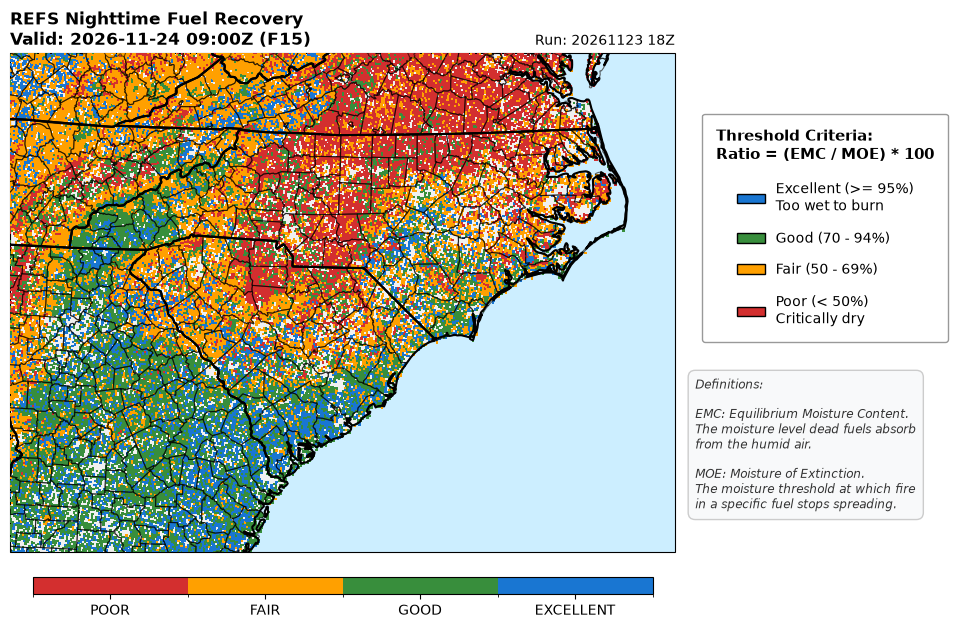 REFS Nighttime Fuel Recovery
Valid: 2026-11-24 09:00Z (F15)
Run: 20261123 18Z
Threshold Criteria:
Ratio = (EMC / MOE) * 100
Excellent (>= 95%)
Too wet to burn
Good (70 - 94%)
Fair (50 - 69%)
Poor (< 50%)
Critically dry
Definitions:
EMC: Equilibrium Moisture Content.
The moisture level dead fuels absorb
from the humid air.
MOE: Moisture of Extinction.
The moisture threshold at which fire
in a specific fuel stops spreading.
POOR
FAIR
GOOD
EXCELLENT